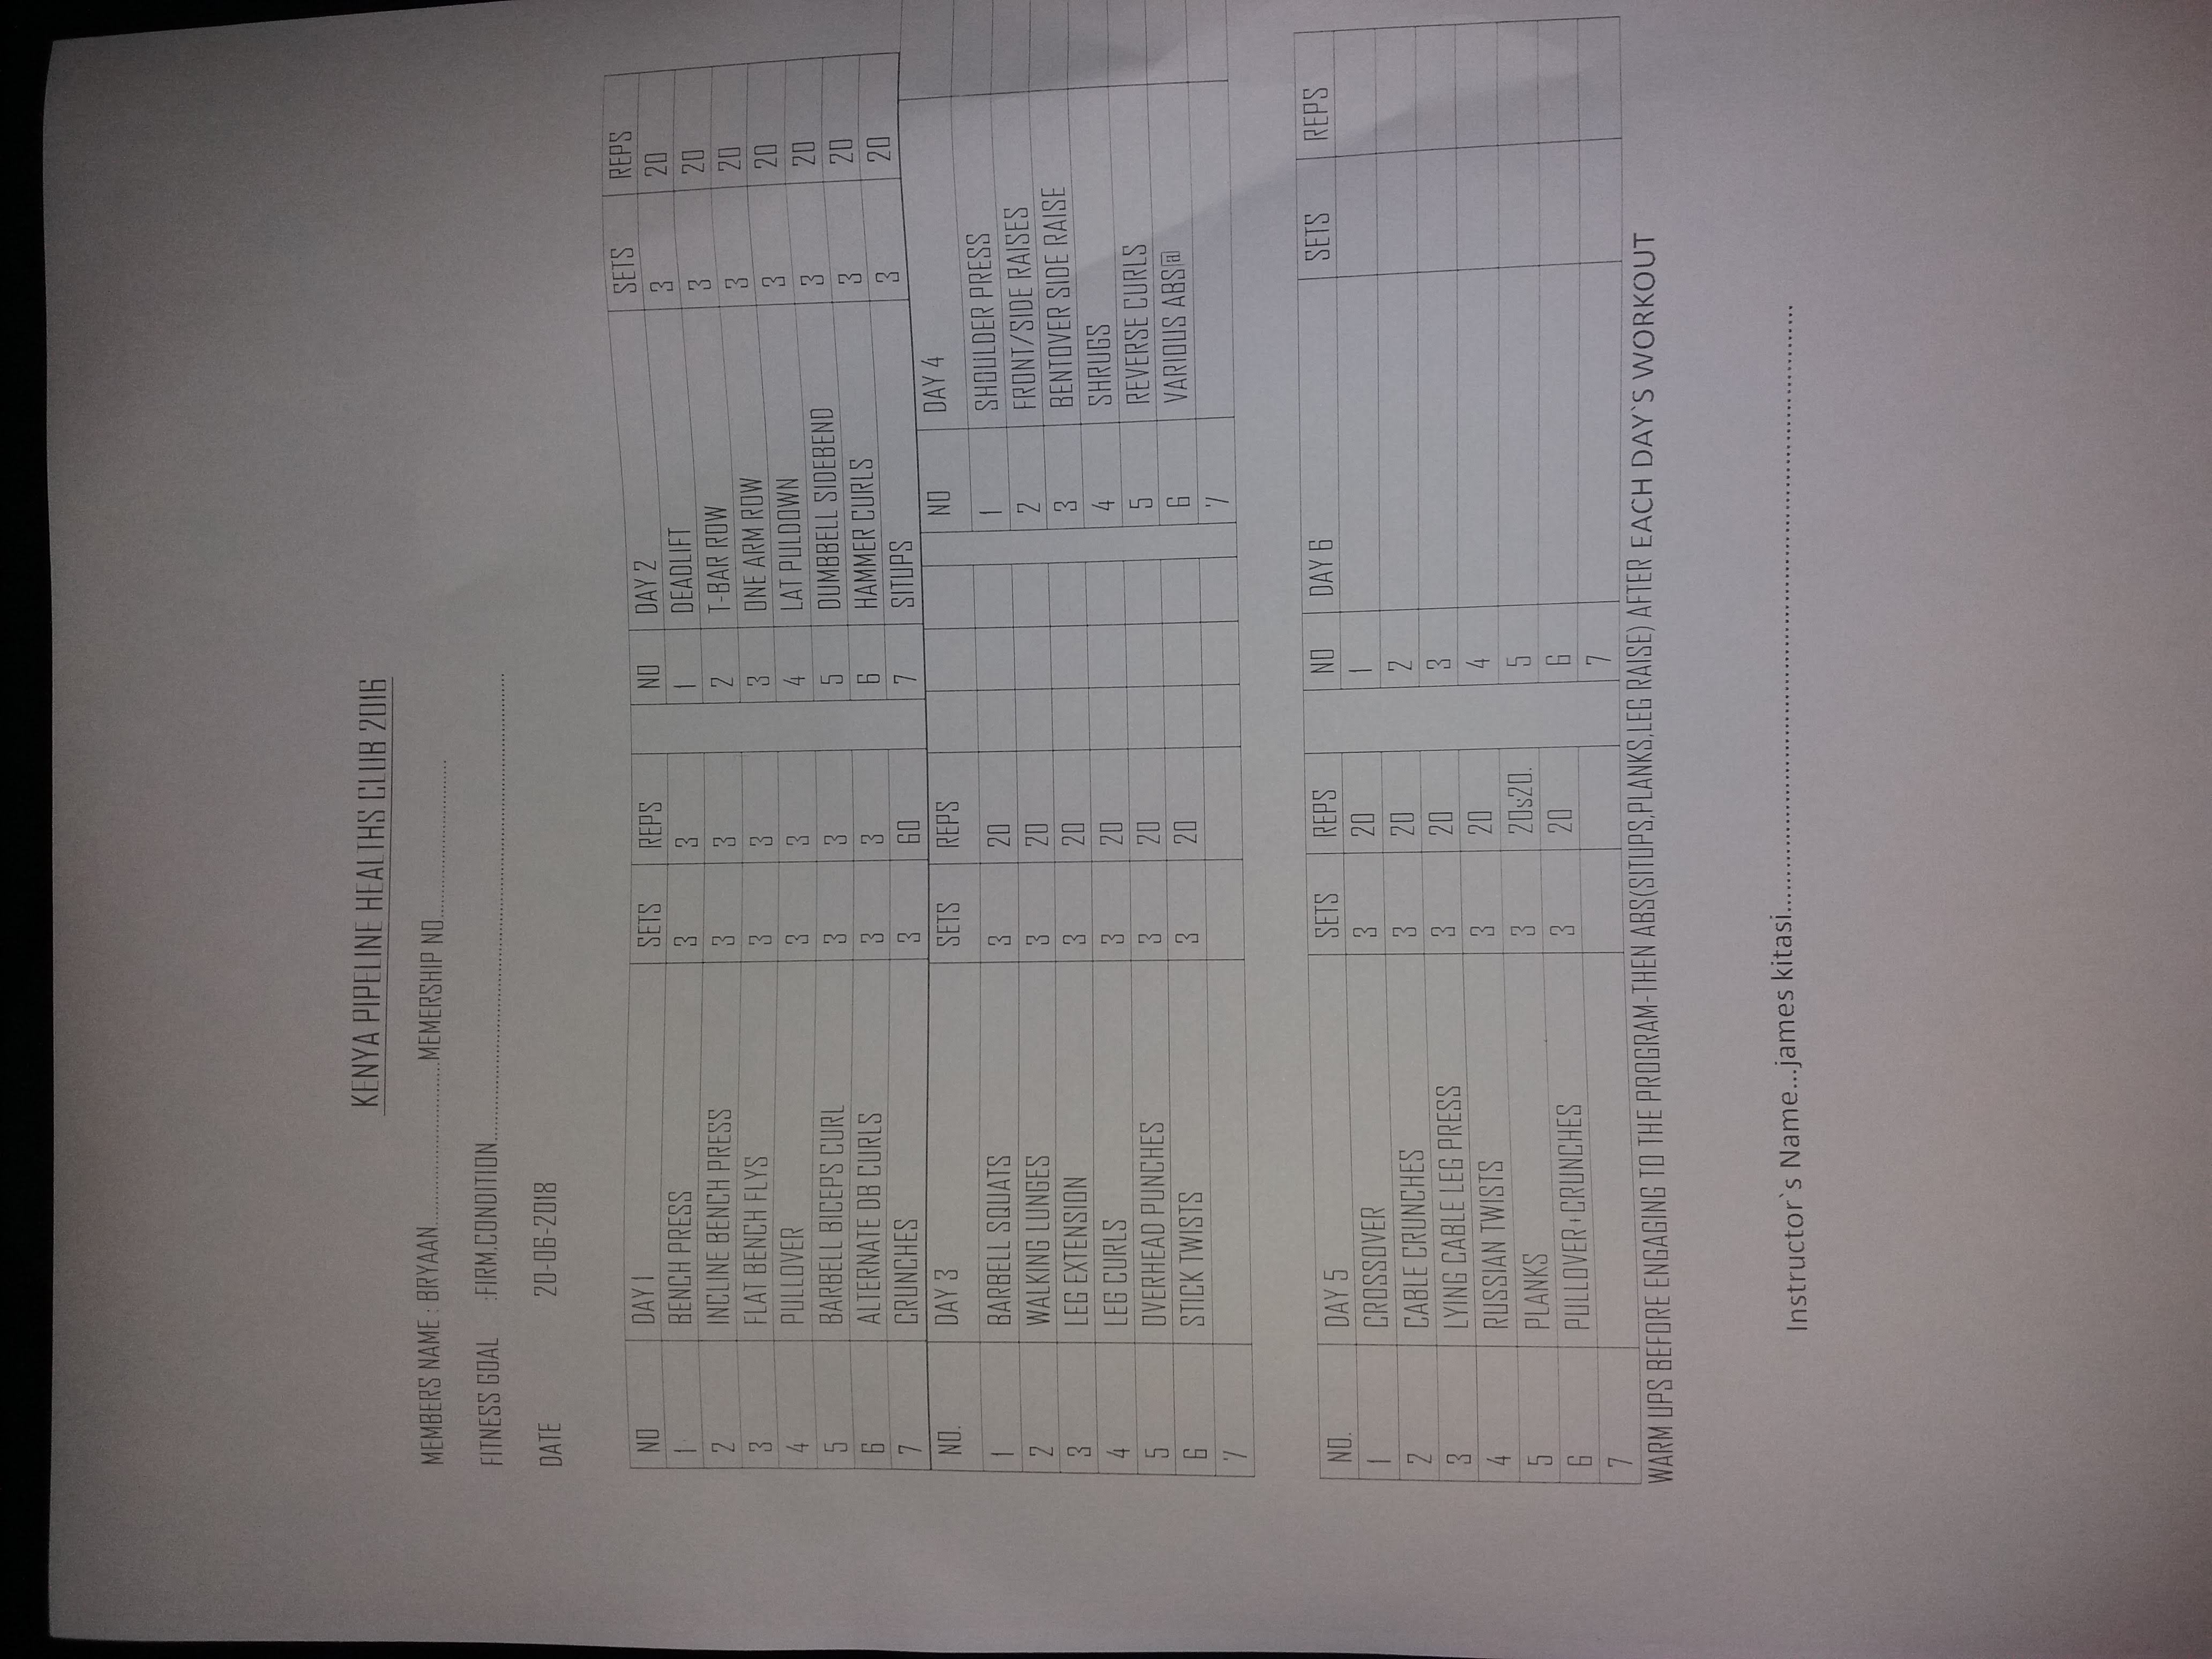 KENYA PIPELINE HEALTHS CLUB 2016
MEMBERS NAME : BRYAAN..............................MEMERSHIP NO.............................
FITNESS GOAL :FIRM.CONDITION.....................................................................................
DATE 20-06-2018
NO DAY 1 SETS REPS NO DAY 2 SETS REPS
1 BENCH PRESS 3 3 1 DEADLIFT 3 20
2 INCLINE BENCH PRESS 3 3 2 T-BAR ROW 3 20
3 FLAT BENCH FLYS 3 3 3 ONE ARM ROW 3 20
4 PULLOVER 3 3 4 LAT PULDOWN 3 20
5 BARBELL BICEPS CURL 3 3 5 DUMBBELL SIDEBEND 3 20
6 ALTERNATE DB CURLS 3 3 6 HAMMER CURLS 3 20
7 CRUNCHES 3 60 7 SITUPS 3 20
NO. DAY 3 SETS REPS NO DAY 4
1 BARBELL SQUATS 3 20 1 SHOULDER PRESS
2 WALKING LUNGES 3 20 2 FRONT/SIDE RAISES
3 LEG EXTENSION 3 20 3 BENTOVER SIDE RAISE
4 LEG CURLS 3 20 4 SHRUGS
5 OVERHEAD PUNCHES 3 20 5 REVERSE CURLS
6 STICK TWISTS 3 20 6 VARIOUS ABS@
7 7
NO. DAY 5 SETS REPS NO DAY 6 SETS REPS
1 CROSSOVER 3 20 1
2 CABLE CRUNCHES 3 20 2
3 LYING CABLE LEG PRESS 3 20 3
4 RUSSIAN TWISTS 3 20 4
5 PLANKS 3 20s20. 5
6 PULLOVER+CRUNCHES 3 20 6
7 7
WARM UPS BEFORE ENGAGING TO THE PROGRAM-THEN ABS(SITUPS,PLANKS,LEG RAISE) AFTER EACH DAY`S WORKOUT
Instructor`s Name...james kitasi.........................................................................................